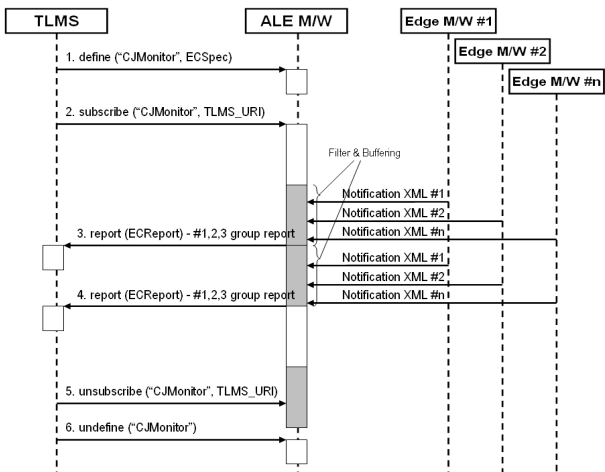 TLMS
ALE M/W
Edge M/W #1
Edge M/W #2
Edge M/W #n
1. define (“CJMonitor”, ECSpec)
2. subscribe (“CJMonitor”, TLMS_URI)
Filter & Buffering
Notification XML #1
Notification XML #2
Notification XML #n
3. report (ECReport) - #1,2,3 group report
Notification XML #1
Notification XML #2
Notification XML #n
4. report (ECReport) - #1,2,3 group report
5. unsubscribe (“CJMonitor”, TLMS_URI)
6. undefine (“CJMonitor”)